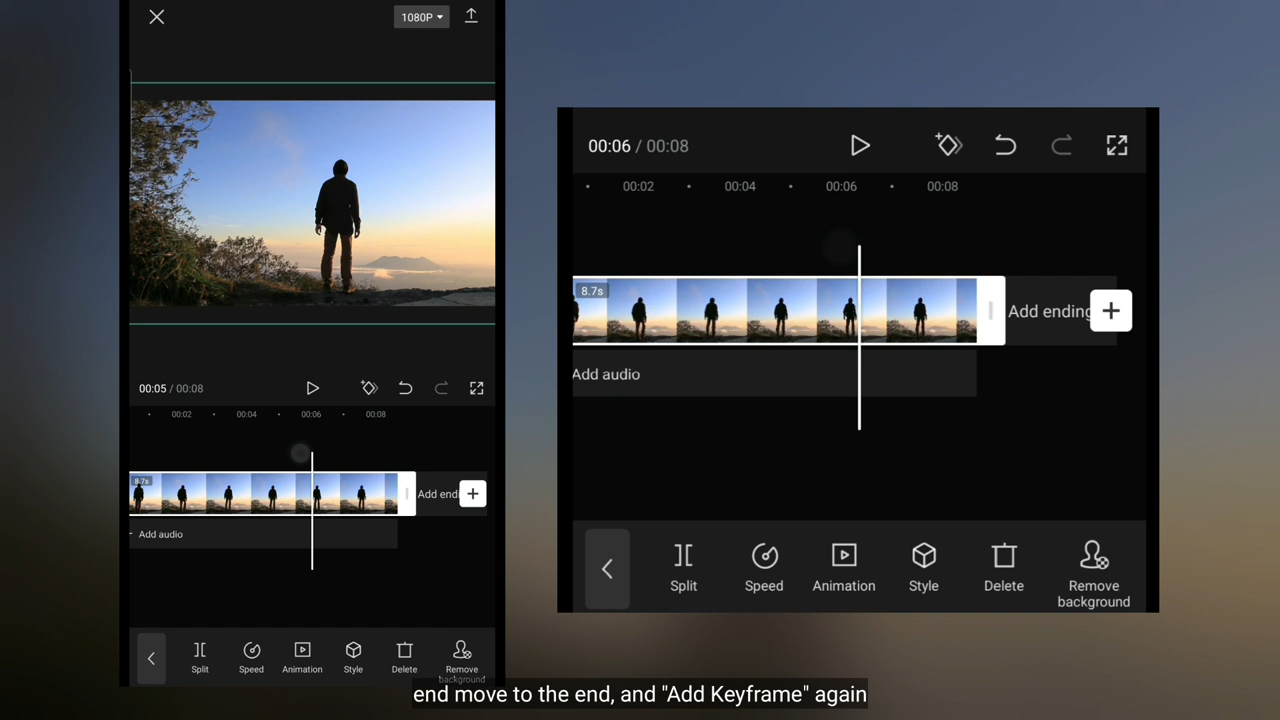 1080P
00:05 / 00:08
00:02
00:04
00:06
00:08
8.7s
Add endi
Add audio
Split
Speed
Animation
Style
Delete
Remove
background
00:06 / 00:08
00:02
00:04
00:06
00:08
8.7s
Add ending
Add audio
Split
Speed
Animation
Style
Delete
Remove
background
end move to the end, and "Add Keyframe" again